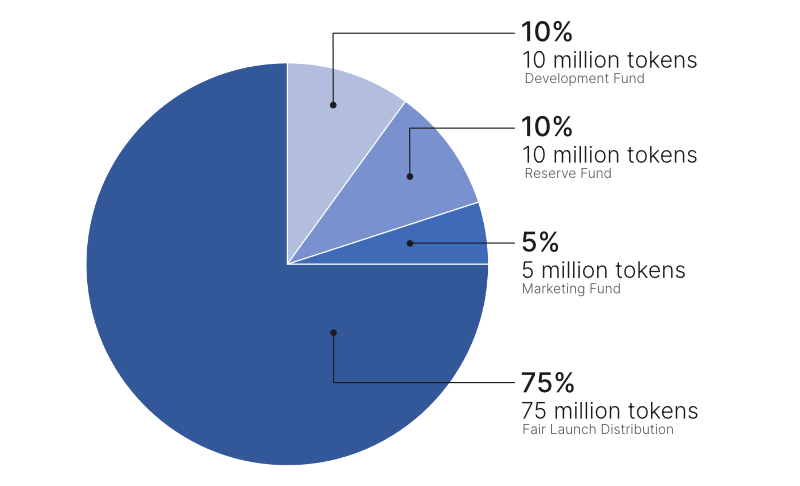 10%
10 million tokens
Development Fund
10%
10 million tokens
Reserve Fund
5%
5 million tokens
Marketing Fund
75%
75 million tokens
Fair Launch Distribution